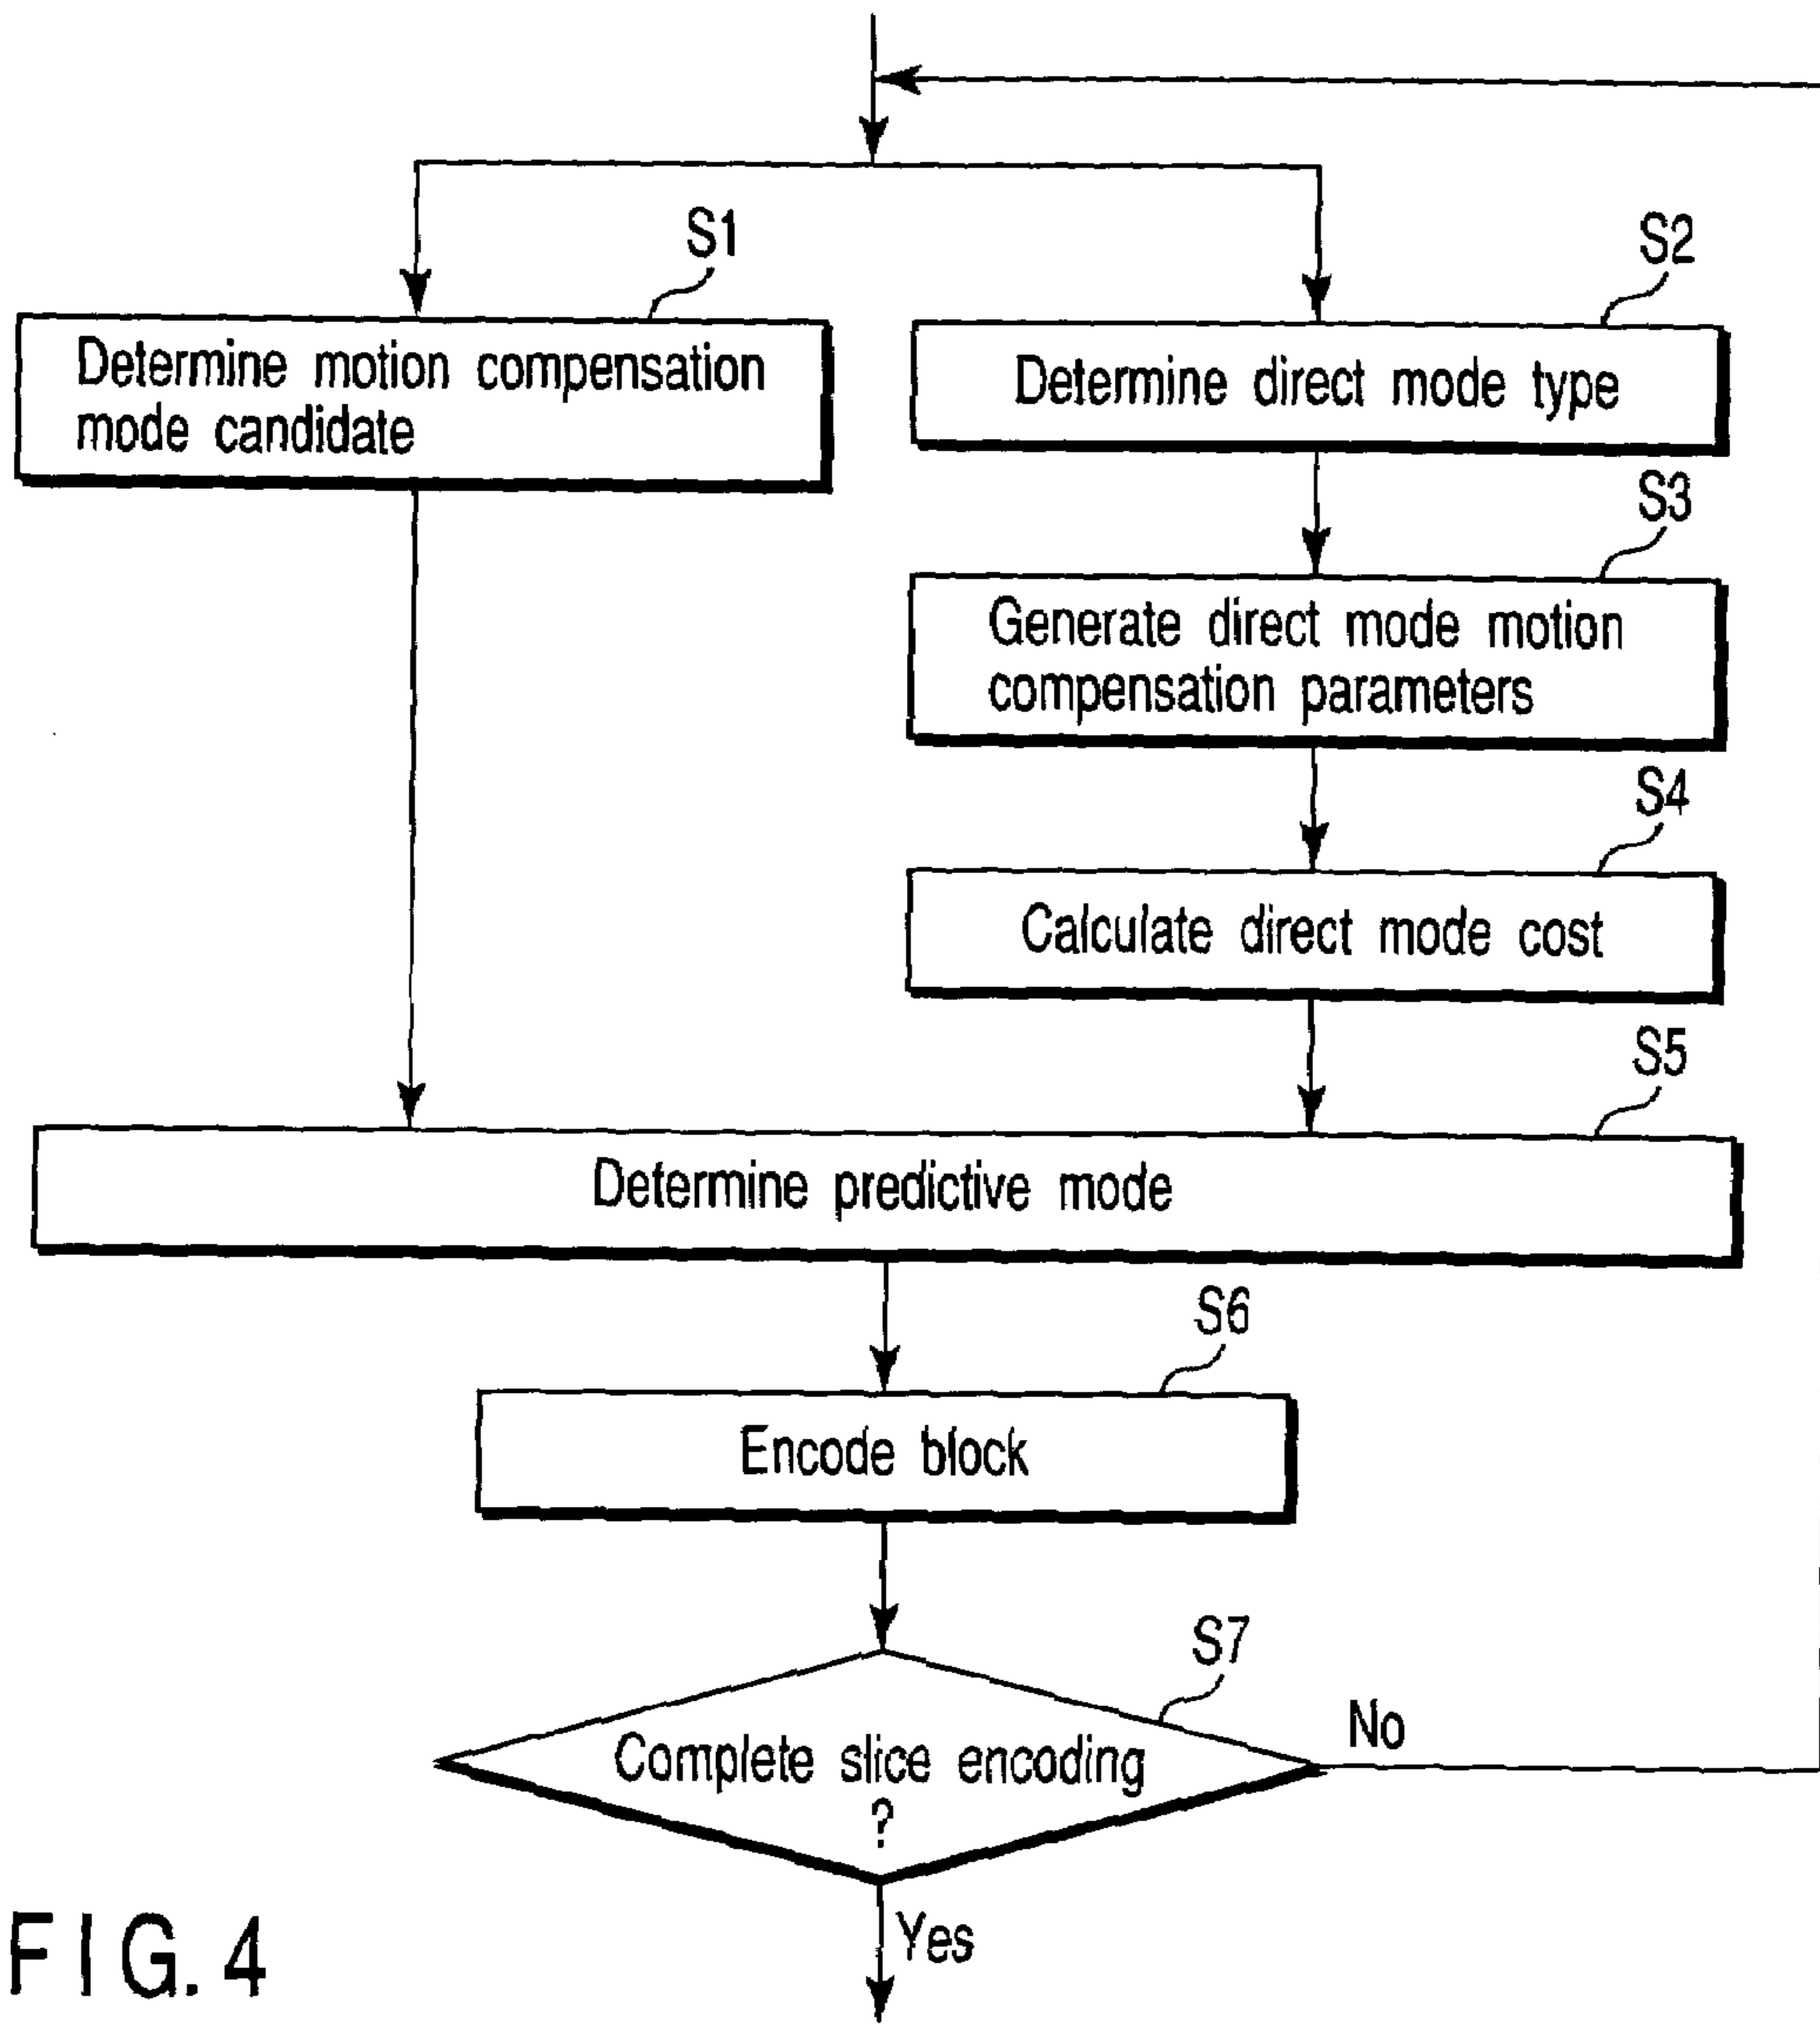 S1
S2
Determine motion compensation
mode candidate
Determine direct mode type
S3
Generate direct mode motion
compensation parameters
S4
Calculate direct mode cost
S5
Determine predictive mode
S6
Encode block
S7
Complete slice encoding
?
No
Yes
FIG. 4